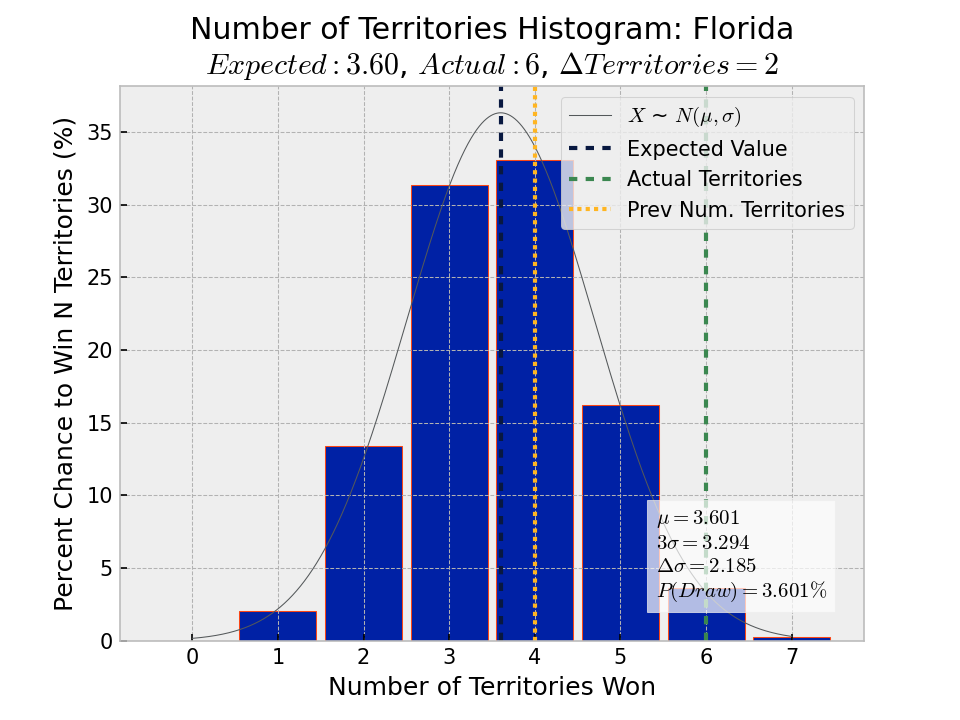 Number of Territories Histogram: Florida
Expected : 3.60, Actual : 6, ΔTerritories = 2
Percent Chance to Win N Territories (%)
35
30
25
20
15
10
5
0
X ~ N(μ, σ)
Expected Value
Actual Territories
Prev Num. Territories
μ = 3.601
3σ = 3.294
Δσ = 2.185
P(Draw) = 3.601%
0 1 2 3 4 5 6 7
Number of Territories Won